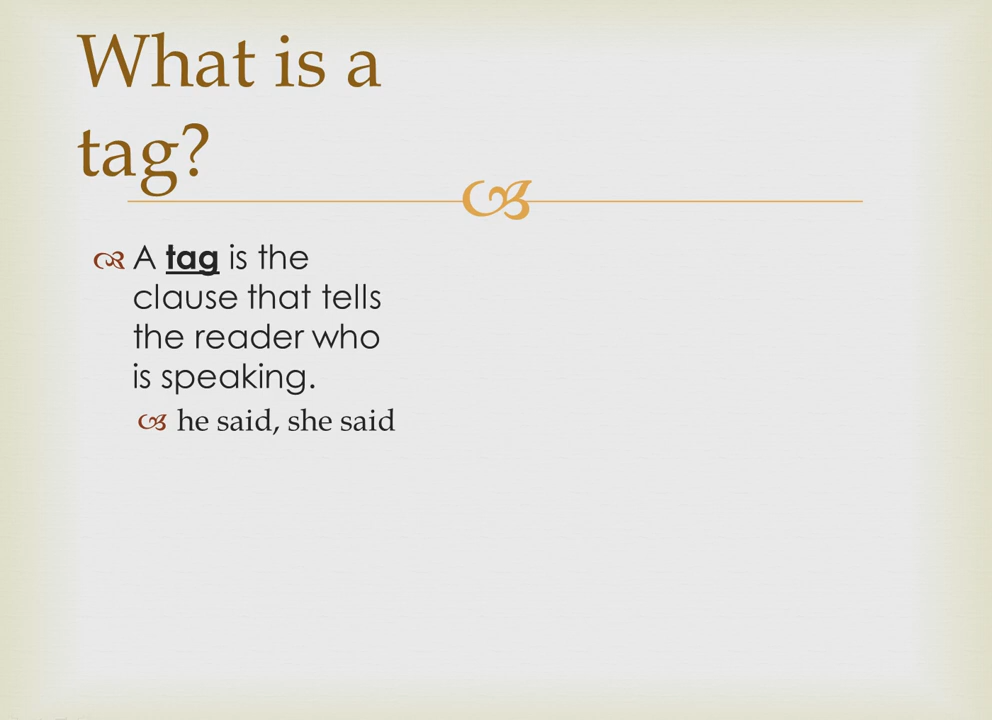 What is a
tag?
A tag is the
clause that tells
the reader who
is speaking.
he said, she said